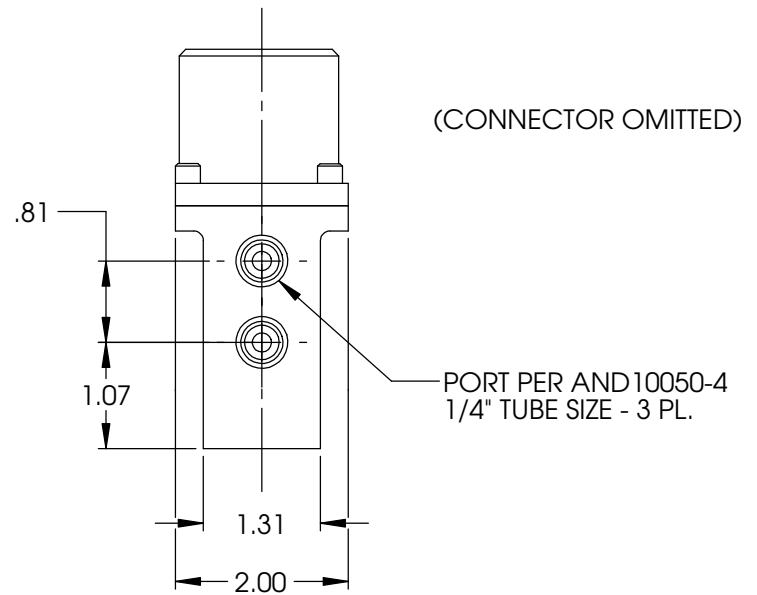 (CONNECTOR OMITTED)
.81
1.07
PORT PER AND10050-4
1/4" TUBE SIZE - 3 PL.
1.31
2.00